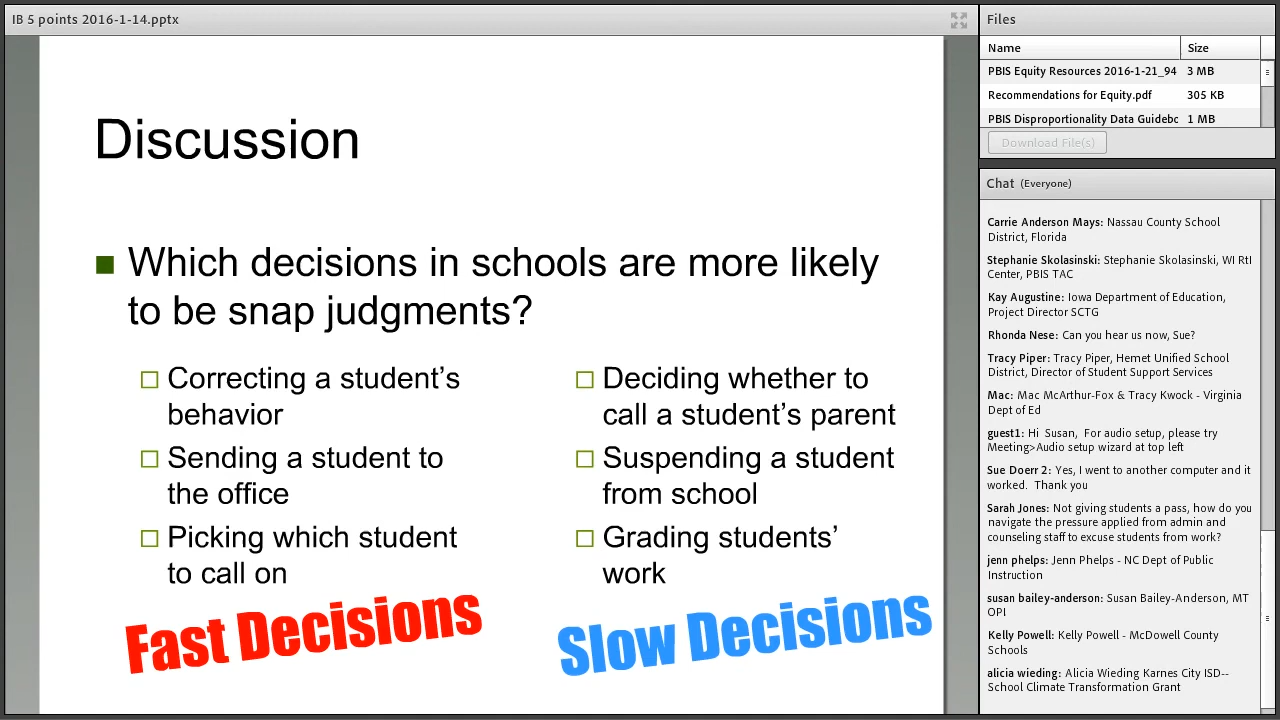 IB 5 points 2016-1-14.pptx
Discussion
Which decisions in schools are more likely
to be snap judgments?
Correcting a student’s
behavior
Sending a student to
the office
Picking which student
to call on
Fast Decisions
Deciding whether to
call a student’s parent
Suspending a student
from school
Grading students’
work
Slow Decisions
Files
Name Size
PBIS Equity Resources 2016-1-21_94 3 MB
Recommendations for Equity.pdf 305 KB
PBIS Disproportionality Data Guidebc 1 MB
Download File(s)
Chat (Everyone)
Carrie Anderson Mays: Nassau County School
District, Florida
Stephanie Skolasinski: Stephanie Skolasinski, WI RtI
Center, PBIS TAC
Kay Augustine: Iowa Department of Education,
Project Director SCTG
Rhonda Nese: Can you hear us now, Sue?
Tracy Piper: Tracy Piper, Hemet Unified School
District, Director of Student Support Services
Mac: Mac McArthur-Fox & Tracy Kwock - Virginia
Dept of Ed
guest1: Hi Susan, For audio setup, please try
Meeting>Audio setup wizard at top left
Sue Doerr 2: Yes, I went to another computer and it
worked. Thank you
Sarah Jones: Not giving students a pass, how do you
navigate the pressure applied from admin and
counseling staff to excuse students from work?
jenn phelps: Jenn Phelps - NC Dept of Public
Instruction
susan bailey-anderson: Susan Bailey-Anderson, MT
OPI
Kelly Powell: Kelly Powell - McDowell County
Schools
alicia wieding: Alicia Wieding Karnes City ISD--
School Climate Transformation Grant